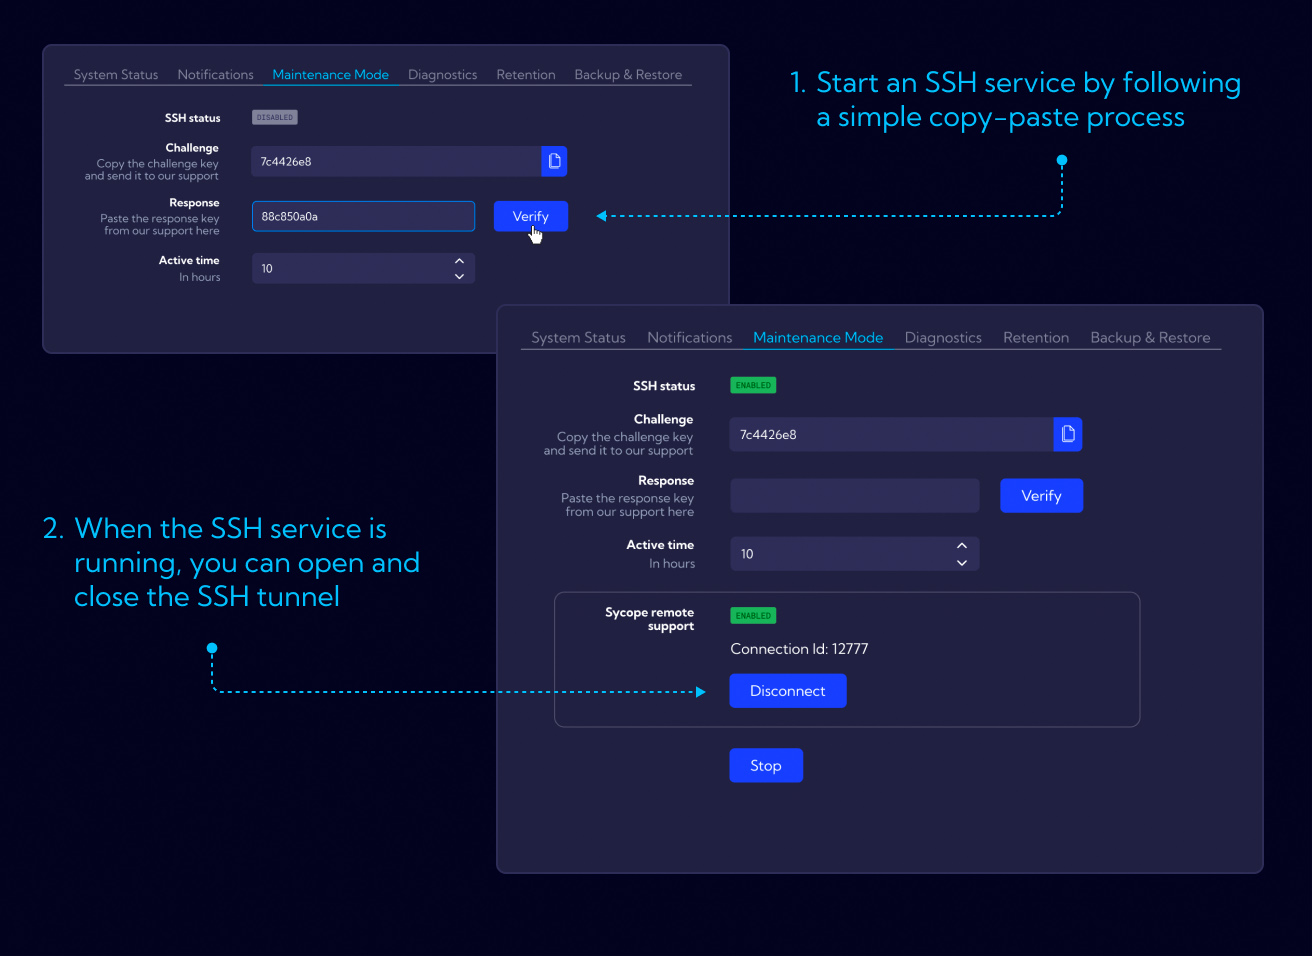 System Status Notifications Maintenance Mode Diagnostics Retention Backup & Restore
SSH status DISABLED
Challenge
Copy the challenge key
and send it to our support
7c4426e8
Response
Paste the response key
from our support here
88c850a0a
Verify
Active time
In hours
10
1. Start an SSH service by following
a simple copy-paste process
System Status Notifications Maintenance Mode Diagnostics Retention Backup & Restore
SSH status ENABLED
Challenge
Copy the challenge key
and send it to our support
7c4426e8
Response
Paste the response key
from our support here
Verify
Active time
In hours
10
Sycope remote
support
ENABLED
Connection Id: 12777
Disconnect
Stop
2. When the SSH service is
running, you can open and
close the SSH tunnel